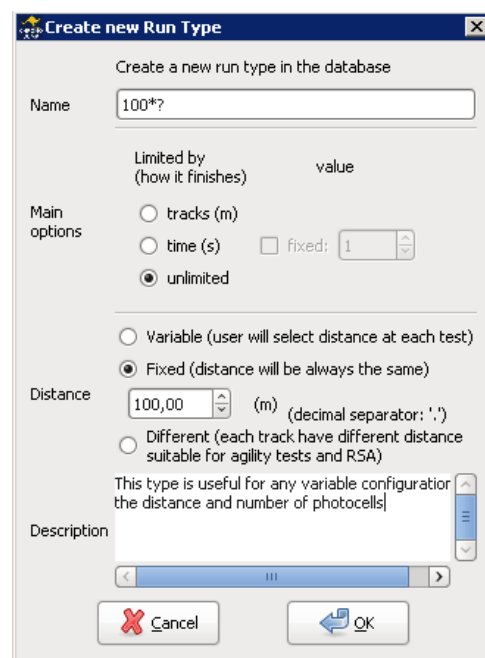 Create new Run Type
Create a new run type in the database
Name
100*?
Limited by
(how it finishes)
value
Main
options
tracks (m)
time (s)
fixed:
1
unlimited
Variable (user will select distance at each test)
Fixed (distance will be always the same)
Distance
100,00
(m)
(decimal separator: '.')
Different (each track have different distance
suitable for agility tests and RSA)
Description
This type is useful for any variable configuration
the distance and number of photocells
Cancel
OK